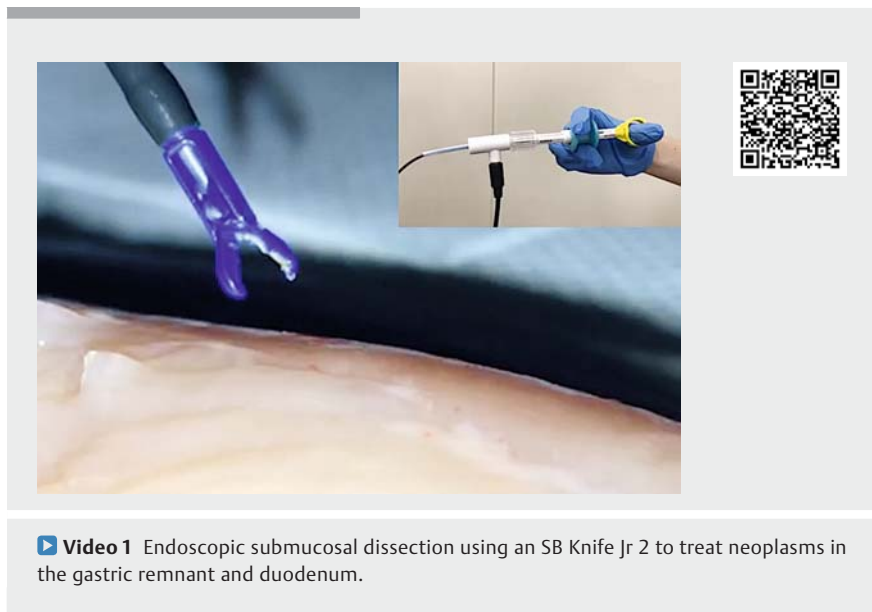 Video 1 Endoscopic submucosal dissection using an SB Knife Jr 2 to treat neoplasms in
the gastric remnant and duodenum.